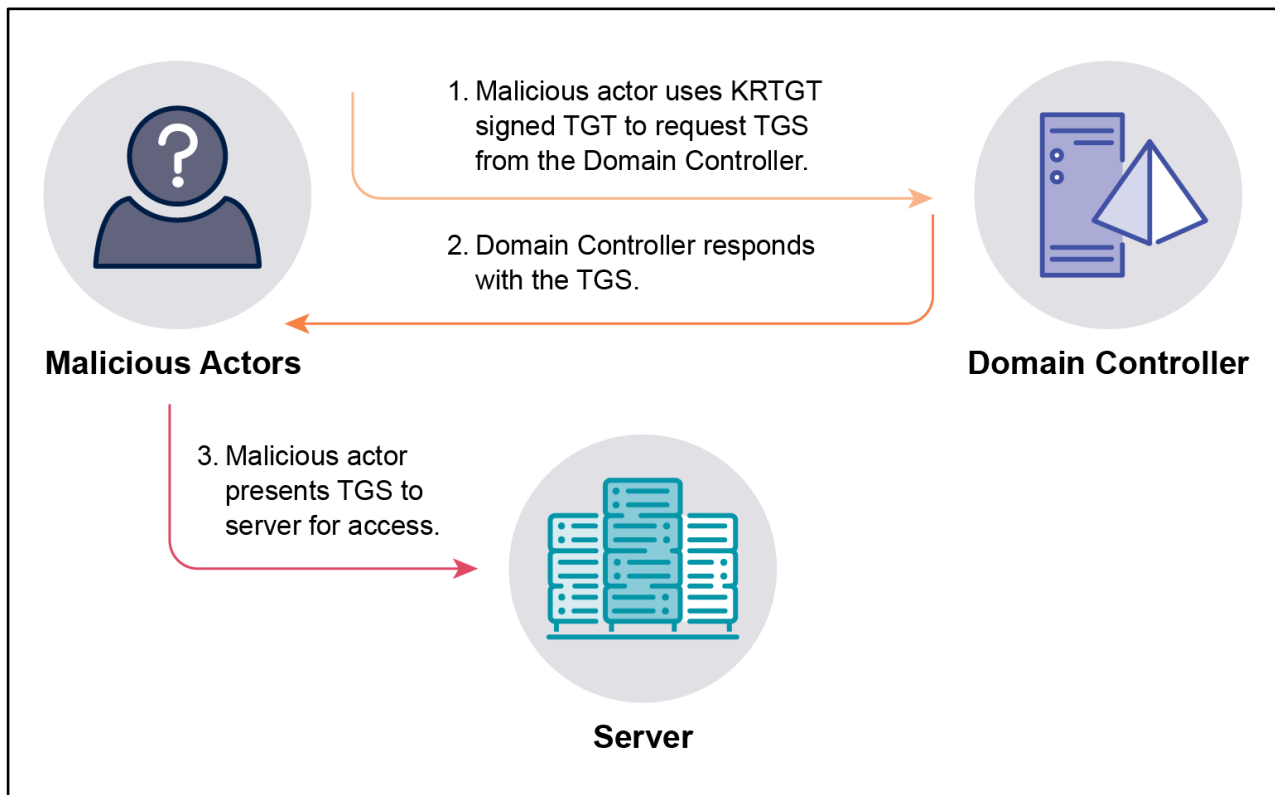 1. Malicious actor uses KRTGT
signed TGT to request TGS
from the Domain Controller.
2. Domain Controller responds
with the TGS.
Malicious Actors
Domain Controller
3. Malicious actor
presents TGS to
server for access.
Server